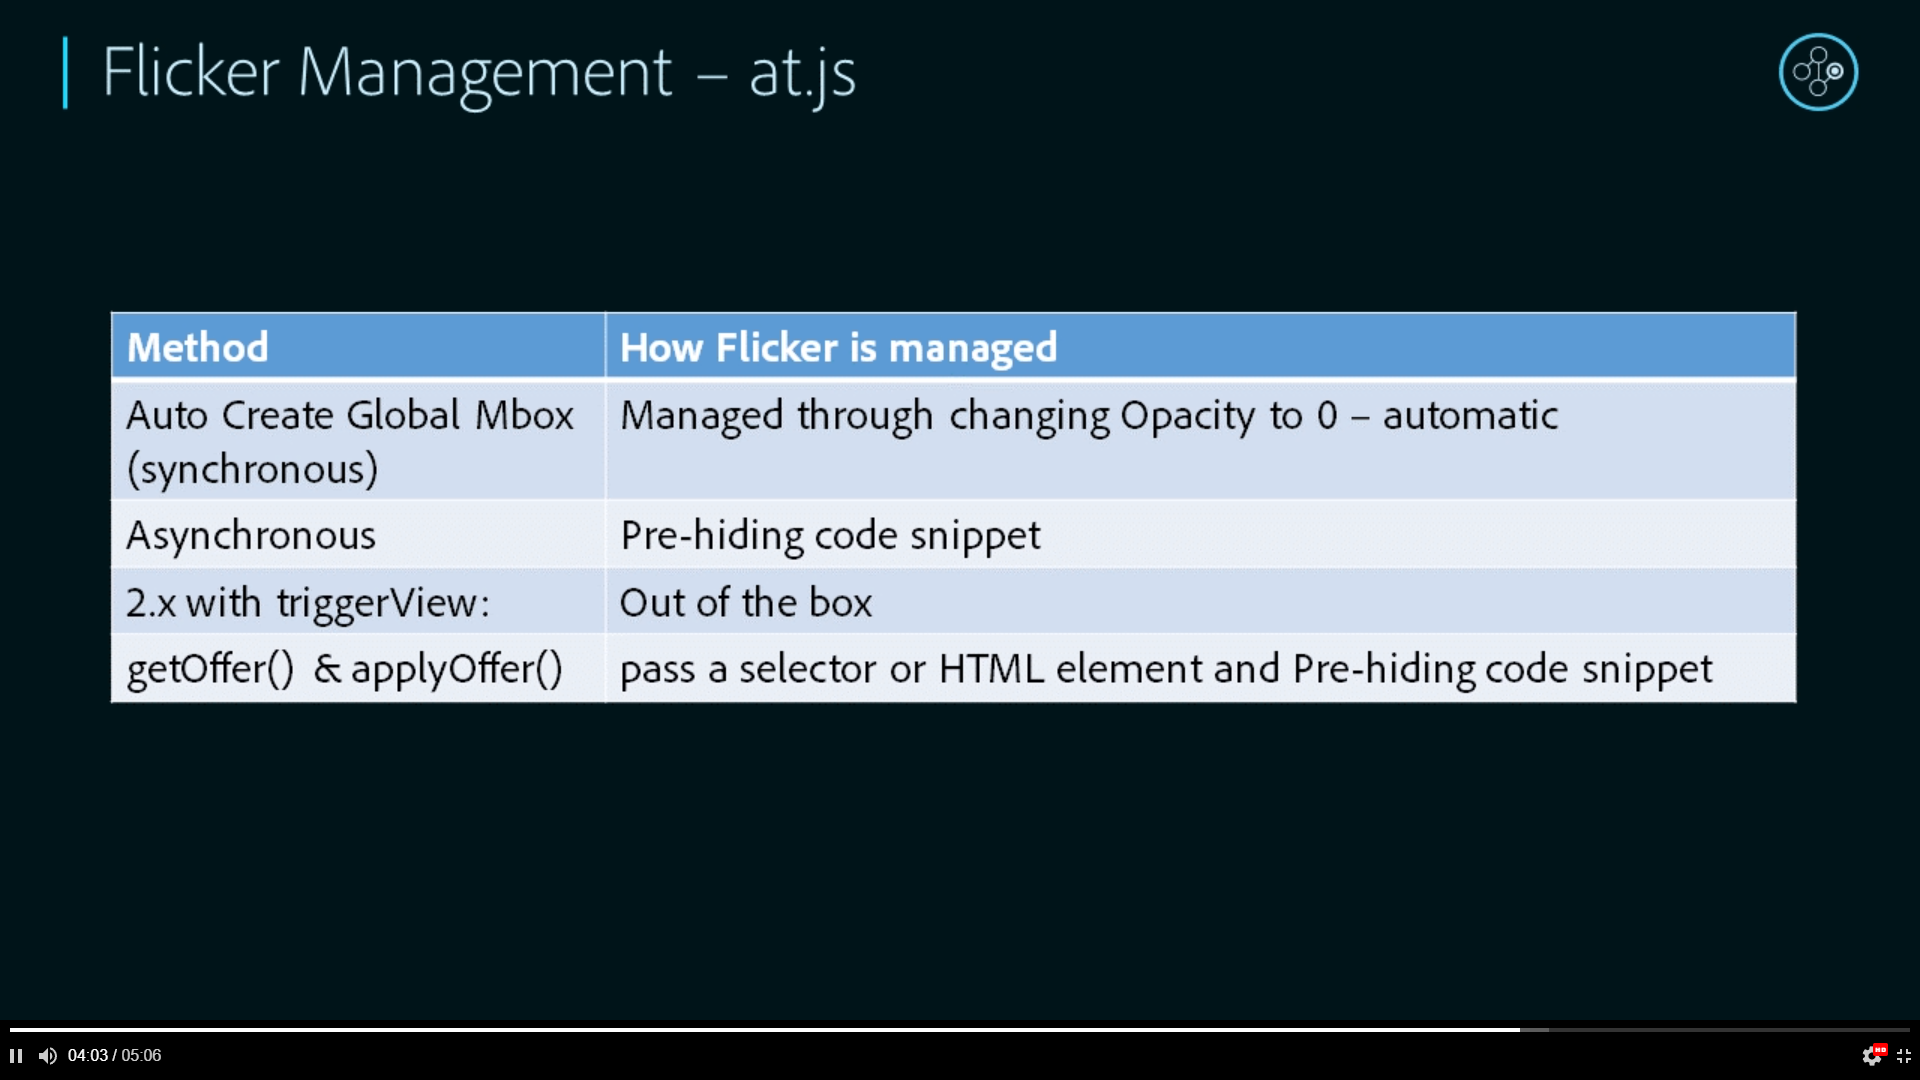 Flicker Management – at.js
Method
How Flicker is managed
Auto Create Global Mbox
(synchronous)
Managed through changing Opacity to 0 – automatic
Asynchronous
Pre-hiding code snippet
2.x with triggerView:
Out of the box
getOffer() & applyOffer()
pass a selector or HTML element and Pre-hiding code snippet
04:03 / 05:06
HD